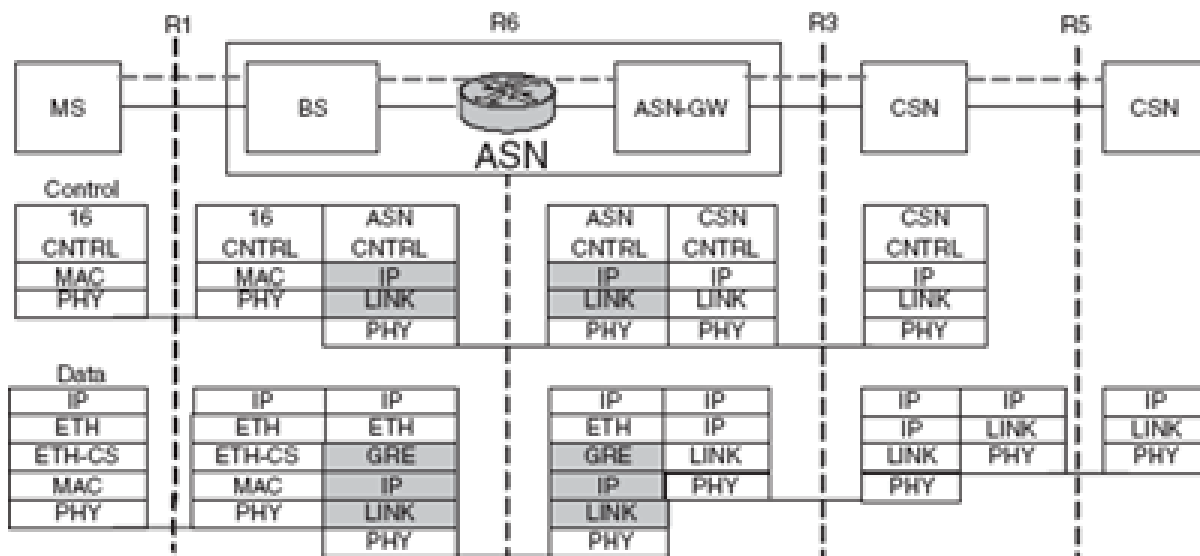 R1 R6 R3 R5
MS BS ASN-GW CSN CSN
ASN
Control
16 16 ASN ASN CSN CSN
CNTRL CNTRL CNTRL CNTRL CNTRL CNTRL
MAC MAC IP IP IP IP
PHY PHY LINK LINK LINK LINK
PHY PHY PHY PHY
Data
IP IP IP IP IP IP IP IP
ETH ETH ETH ETH IP IP LINK LINK
ETH-CS ETH-CS GRE GRE LINK LINK PHY PHY
MAC MAC IP IP PHY PHY
PHY PHY LINK LINK
PHY PHY